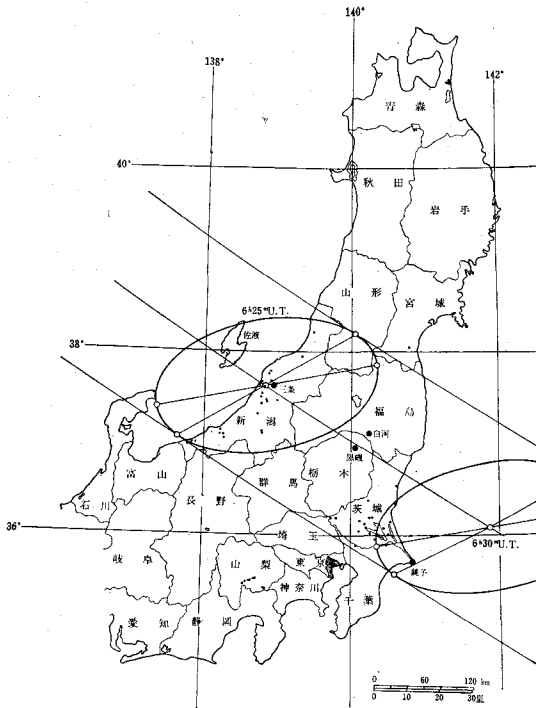 140°
138°
142°
青森
40°
秋田
岩手
山形
宮城
6ʰ25ᵐU.T.
佐渡
38°
三条
新潟
福島
白河
黒磯
富山
群馬
栃木
石川
長野
茨城
36°
埼玉
6ʰ30ᵐU.T.
岐阜
山梨
東京
銚子
神奈川
千葉
愛知
静岡
0 60 120 km
0 10 20 30里